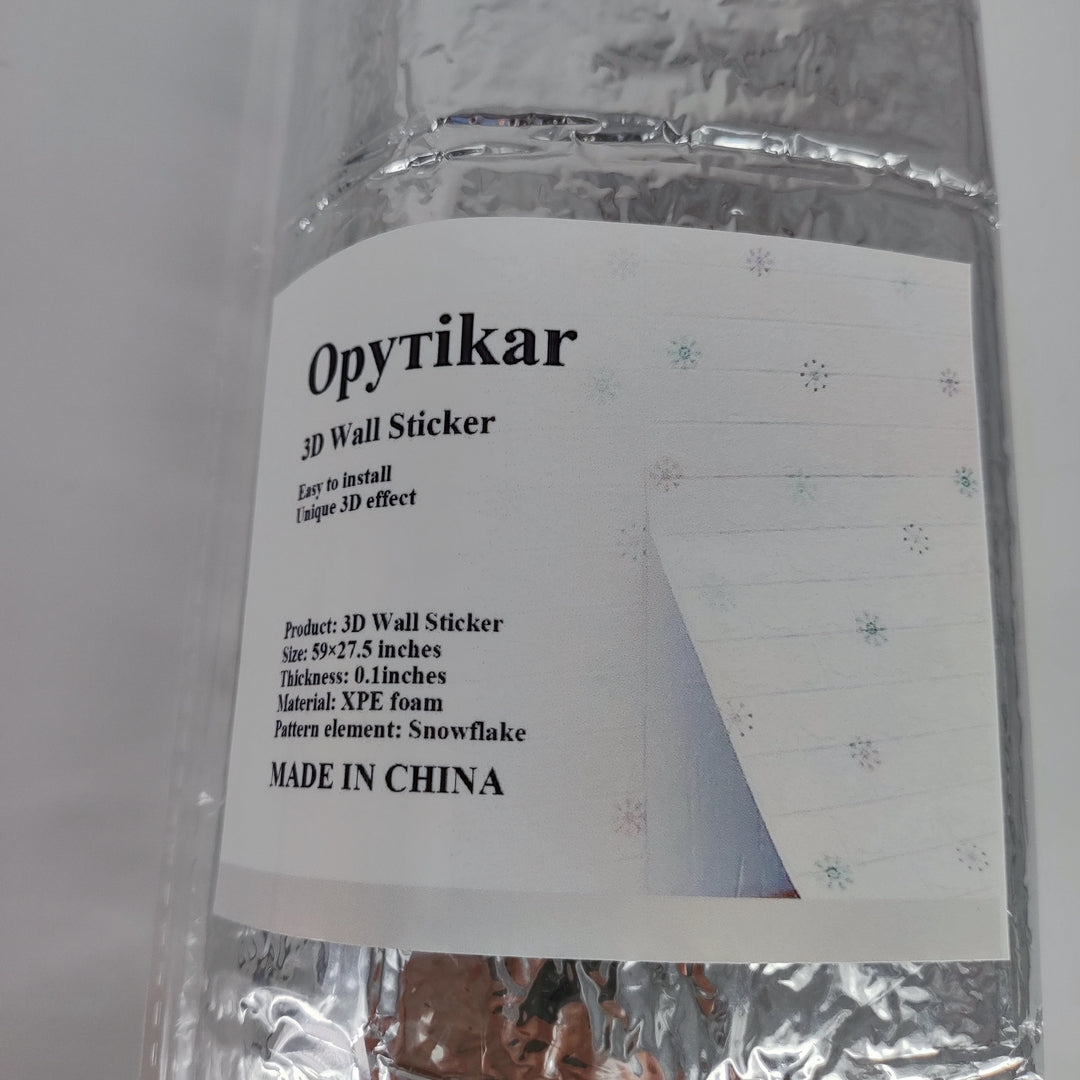 Opyтikar
3D Wall Sticker
Easy to install
Unique 3D effect
Product: 3D Wall Sticker
Size: 59×27.5 inches
Thickness: 0.1inches
Material: XPE foam
Pattern element: Snowflake
MADE IN CHINA